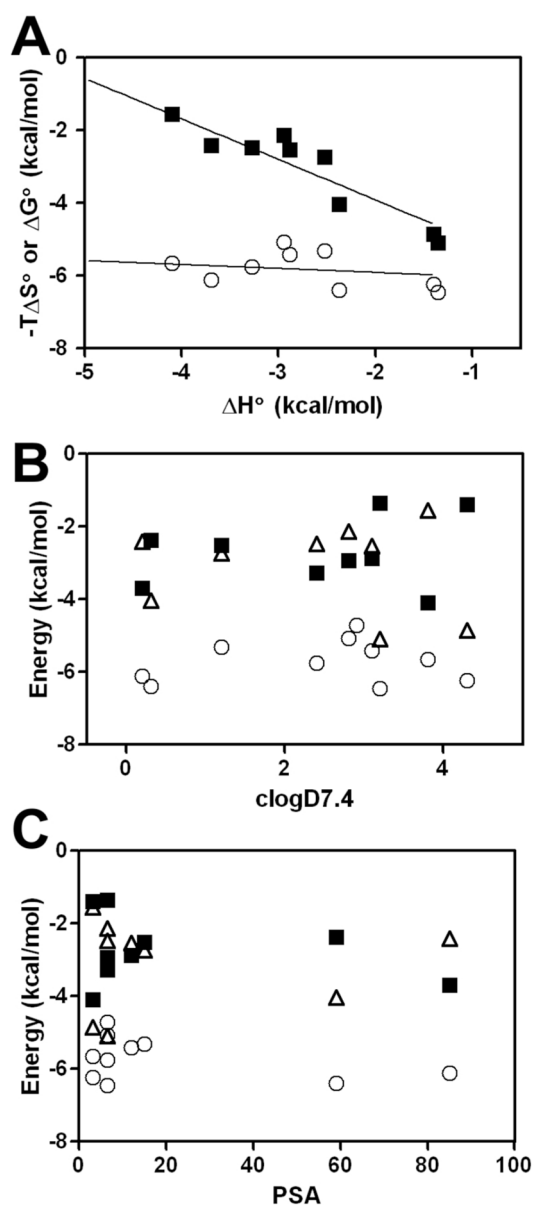 A
0
-2
-4
-6
-8
-TΔS° or ΔG° (kcal/mol)
-5 -4 -3 -2 -1
ΔH° (kcal/mol)
B
0
-2
-4
-6
-8
Energy (kcal/mol)
0 2 4
clogD7.4
C
0
-2
-4
-6
-8
Energy (kcal/mol)
0 20 40 60 80 100
PSA